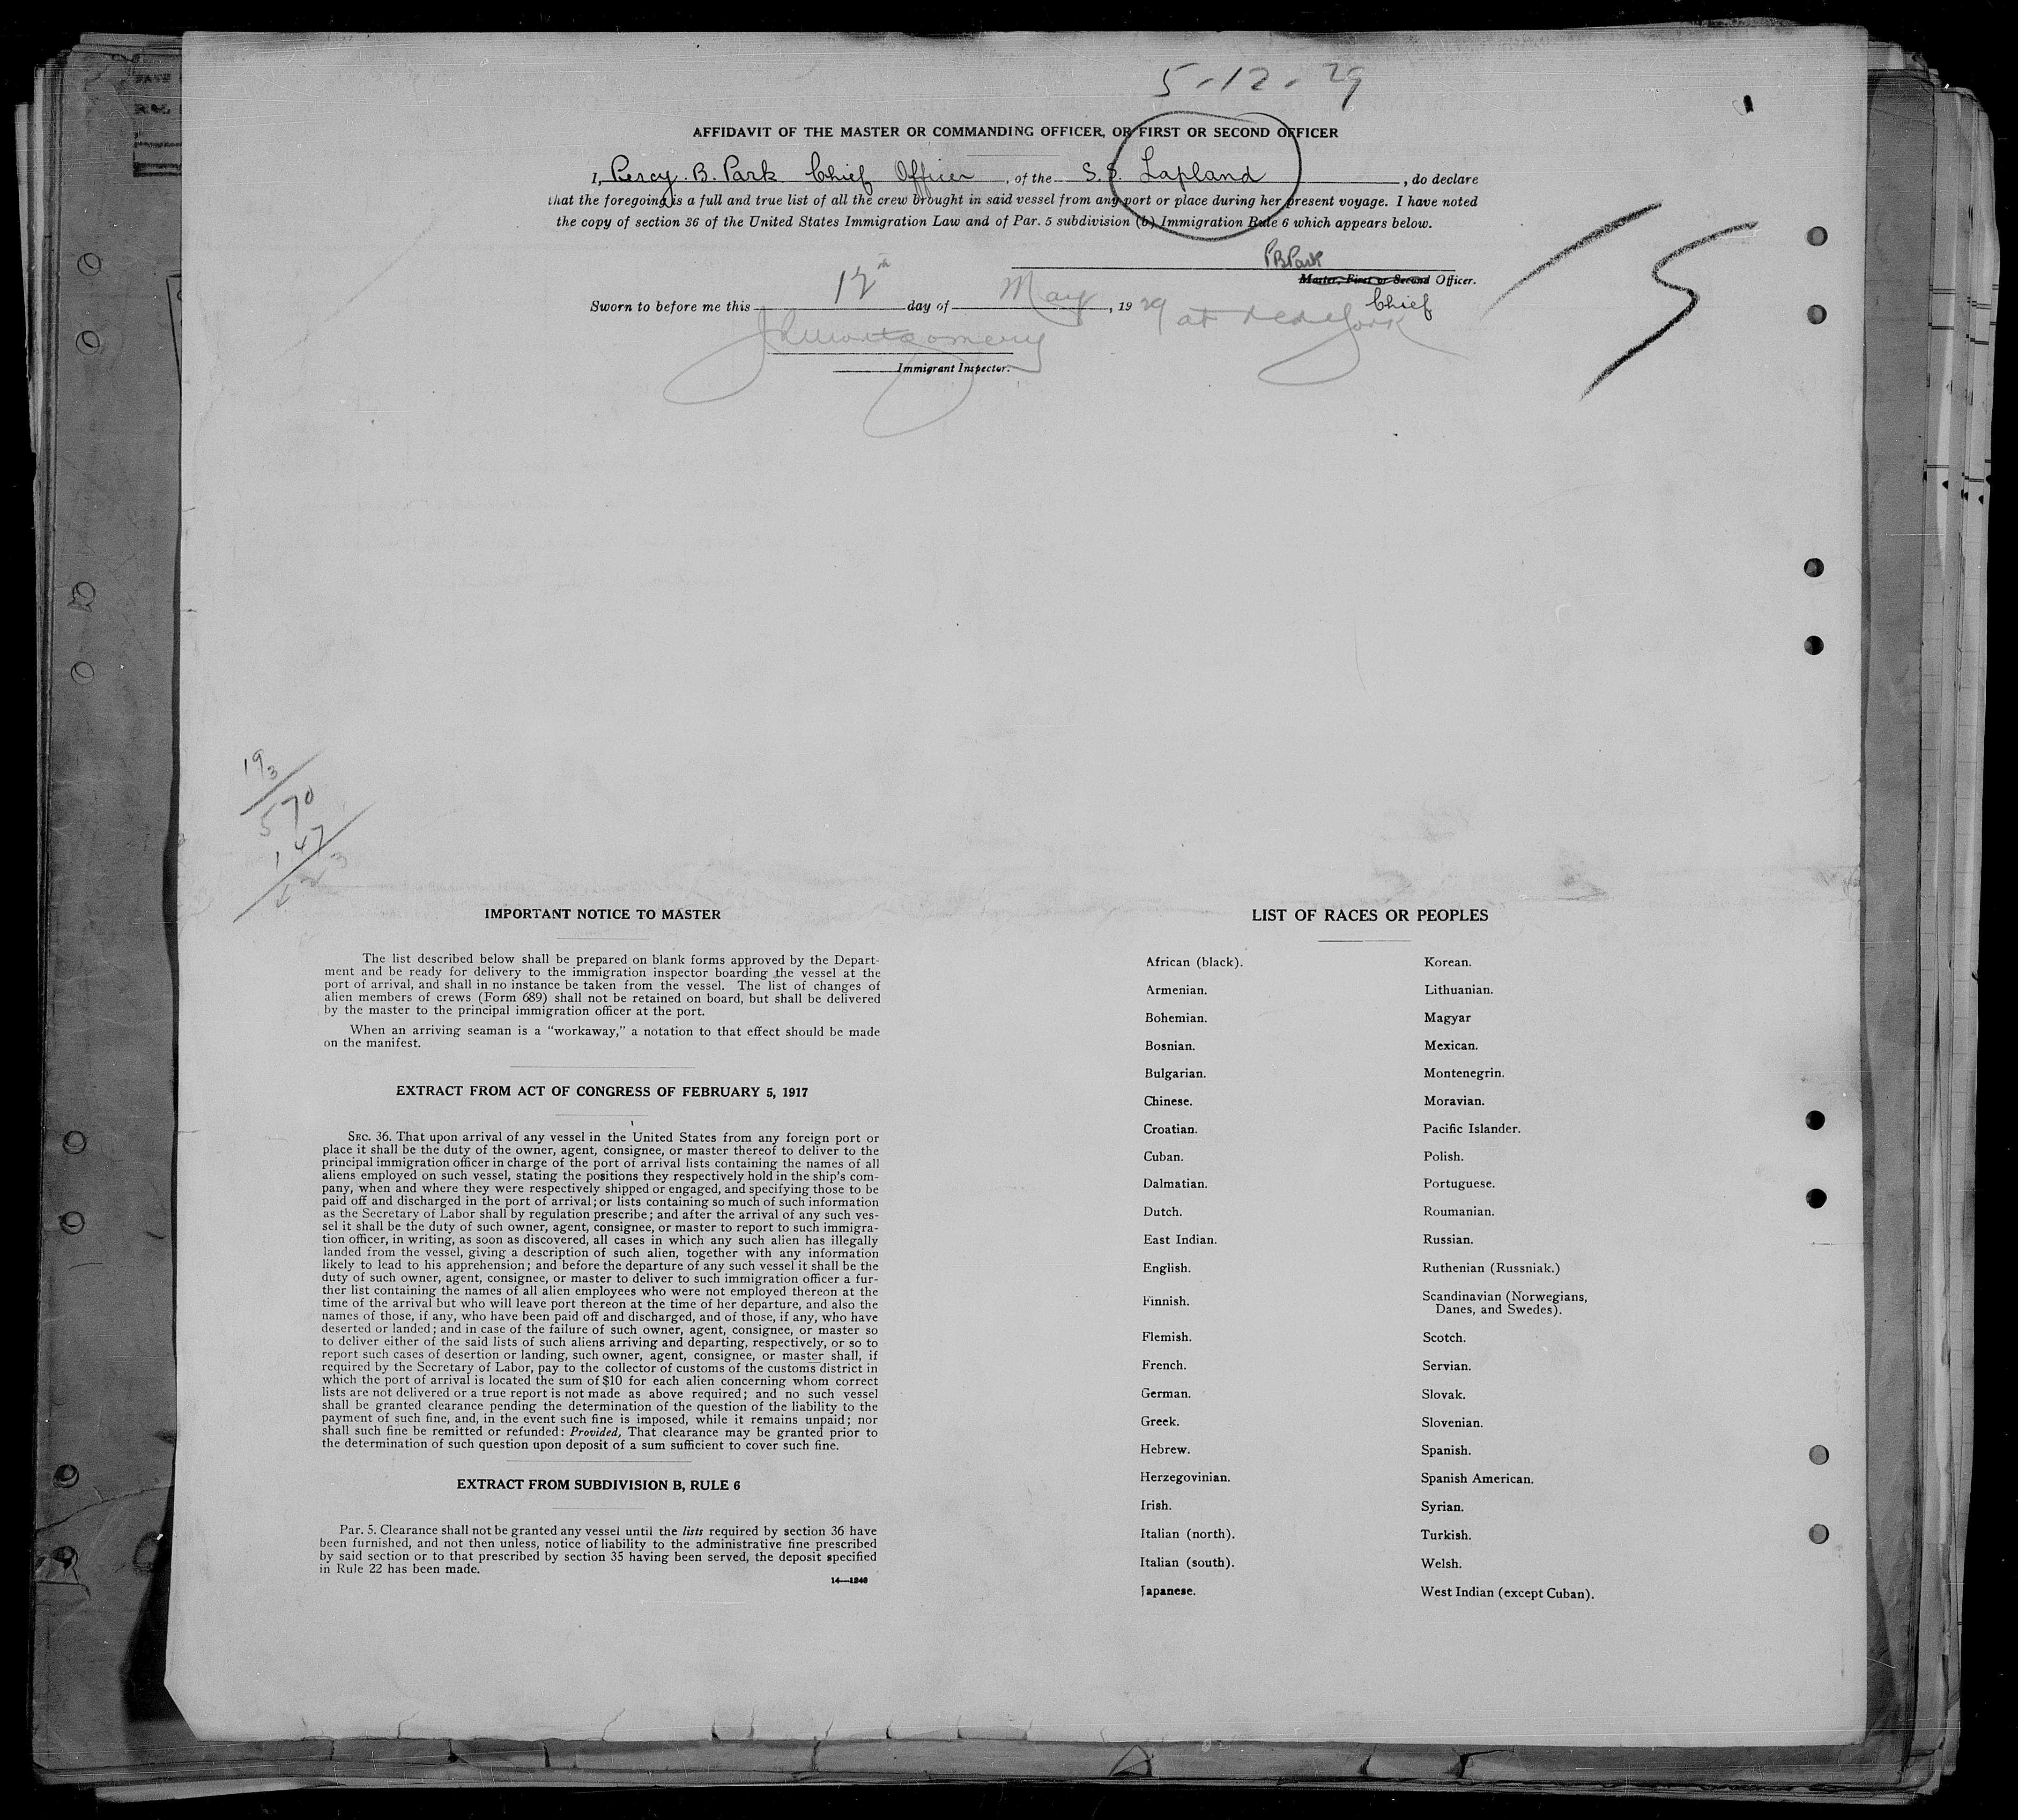 5-12-29
AFFIDAVIT OF THE MASTER OR COMMANDING OFFICER, OR FIRST OR SECOND OFFICER
I, Percy. B. Park Chief Officer, of the S.S. Lapland, do declare
that the foregoing is a full and true list of all the crew brought in said vessel from any port or place during her present voyage. I have noted
the copy of section 36 of the United States Immigration Law and of Par. 5 subdivision (b) Immigration Rule 6 which appears below.
PBPark
Master, First or Second Officer.
Chief
Sworn to before me this 12th day of May, 1929 at New York
Montgomery
Immigrant Inspector.
15
193
570
147
IMPORTANT NOTICE TO MASTER
The list described below shall be prepared on blank forms approved by the Depart-
ment and be ready for delivery to the immigration inspector boarding the vessel at the
port of arrival, and shall in no instance be taken from the vessel. The list of changes of
alien members of crews (Form 689) shall not be retained on board, but shall be delivered
by the master to the principal immigration officer at the port.
When an arriving seaman is a "workaway," a notation to that effect should be made
on the manifest.
EXTRACT FROM ACT OF CONGRESS OF FEBRUARY 5, 1917
SEC. 36. That upon arrival of any vessel in the United States from any foreign port or
place it shall be the duty of the owner, agent, consignee, or master thereof to deliver to the
principal immigration officer in charge of the port of arrival lists containing the names of all
aliens employed on such vessel, stating the positions they respectively hold in the ship's com-
pany, when and where they were respectively shipped or engaged, and specifying those to be
paid off and discharged in the port of arrival; or lists containing so much of such information
as the Secretary of Labor shall by regulation prescribe; and after the arrival of any such ves-
sel it shall be the duty of such owner, agent, consignee, or master to report to such immigra-
tion officer, in writing, as soon as discovered, all cases in which any such alien has illegally
landed from the vessel, giving a description of such alien, together with any information
likely to lead to his apprehension; and before the departure of any such vessel it shall be the
duty of such owner, agent, consignee, or master to deliver to such immigration officer a fur-
ther list containing the names of all alien employees who were not employed thereon at the
time of the arrival but who will leave port thereon at the time of her departure, and also the
names of those, if any, who have been paid off and discharged, and of those, if any, who have
deserted or landed; and in case of the failure of such owner, agent, consignee, or master so
to deliver either of the said lists of such aliens arriving and departing, respectively, or so to
report such cases of desertion or landing, such owner, agent, consignee, or master shall, if
required by the Secretary of Labor, pay to the collector of customs of the customs district in
which the port of arrival is located the sum of $10 for each alien concerning whom correct
lists are not delivered or a true report is not made as above required; and no such vessel
shall be granted clearance pending the determination of the question of the liability to the
payment of such fine, and, in the event such fine is imposed, while it remains unpaid; nor
shall such fine be remitted or refunded: Provided, That clearance may be granted prior to
the determination of such question upon deposit of a sum sufficient to cover such fine.
EXTRACT FROM SUBDIVISION B, RULE 6
Par. 5. Clearance shall not be granted any vessel until the lists required by section 36 have
been furnished, and not then unless, notice of liability to the administrative fine prescribed
by said section or to that prescribed by section 35 having been served, the deposit specified
in Rule 22 has been made.
14—1240
LIST OF RACES OR PEOPLES
African (black).
Armenian.
Bohemian.
Bosnian.
Bulgarian.
Chinese.
Croatian.
Cuban.
Dalmatian.
Dutch.
East Indian.
English.
Finnish.
Flemish.
French.
German.
Greek.
Hebrew.
Herzegovinian.
Irish.
Italian (north).
Italian (south).
Japanese.
Korean.
Lithuanian.
Magyar
Mexican.
Montenegrin.
Moravian.
Pacific Islander.
Polish.
Portuguese.
Roumanian.
Russian.
Ruthenian (Russniak.)
Scandinavian (Norwegians,
Danes, and Swedes).
Scotch.
Servian.
Slovak.
Slovenian.
Spanish.
Spanish American.
Syrian.
Turkish.
Welsh.
West Indian (except Cuban).